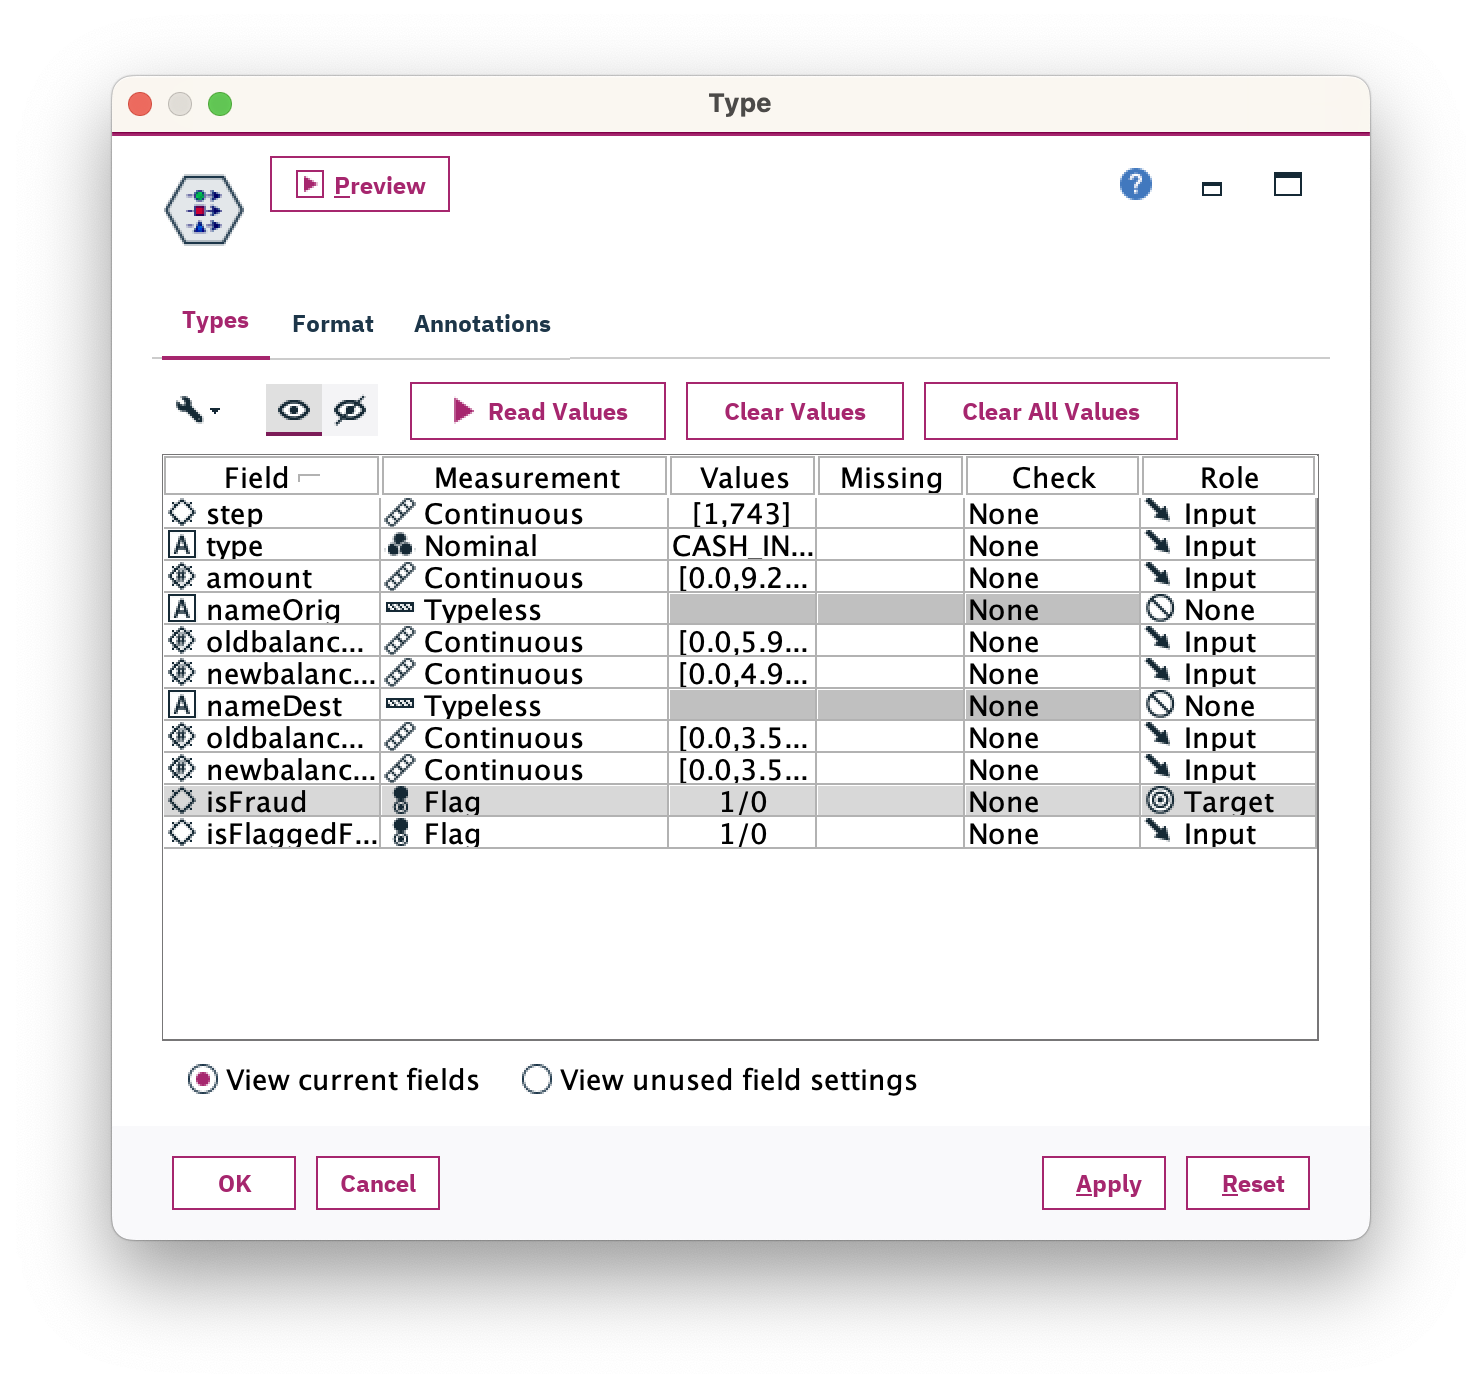 Type
Preview
?
Types Format Annotations
Read Values Clear Values Clear All Values
Field Measurement Values Missing Check Role
step Continuous [1,743] None Input
A type Nominal CASH_IN... None Input
# amount Continuous [0.0,9.2... None Input
A nameOrig Typeless None None
# oldbalanc... Continuous [0.0,5.9... None Input
# newbalanc... Continuous [0.0,4.9... None Input
A nameDest Typeless None None
# oldbalanc... Continuous [0.0,3.5... None Input
# newbalanc... Continuous [0.0,3.5... None Input
isFraud Flag 1/0 None Target
isFlaggedF... Flag 1/0 None Input
View current fields View unused field settings
OK Cancel Apply Reset